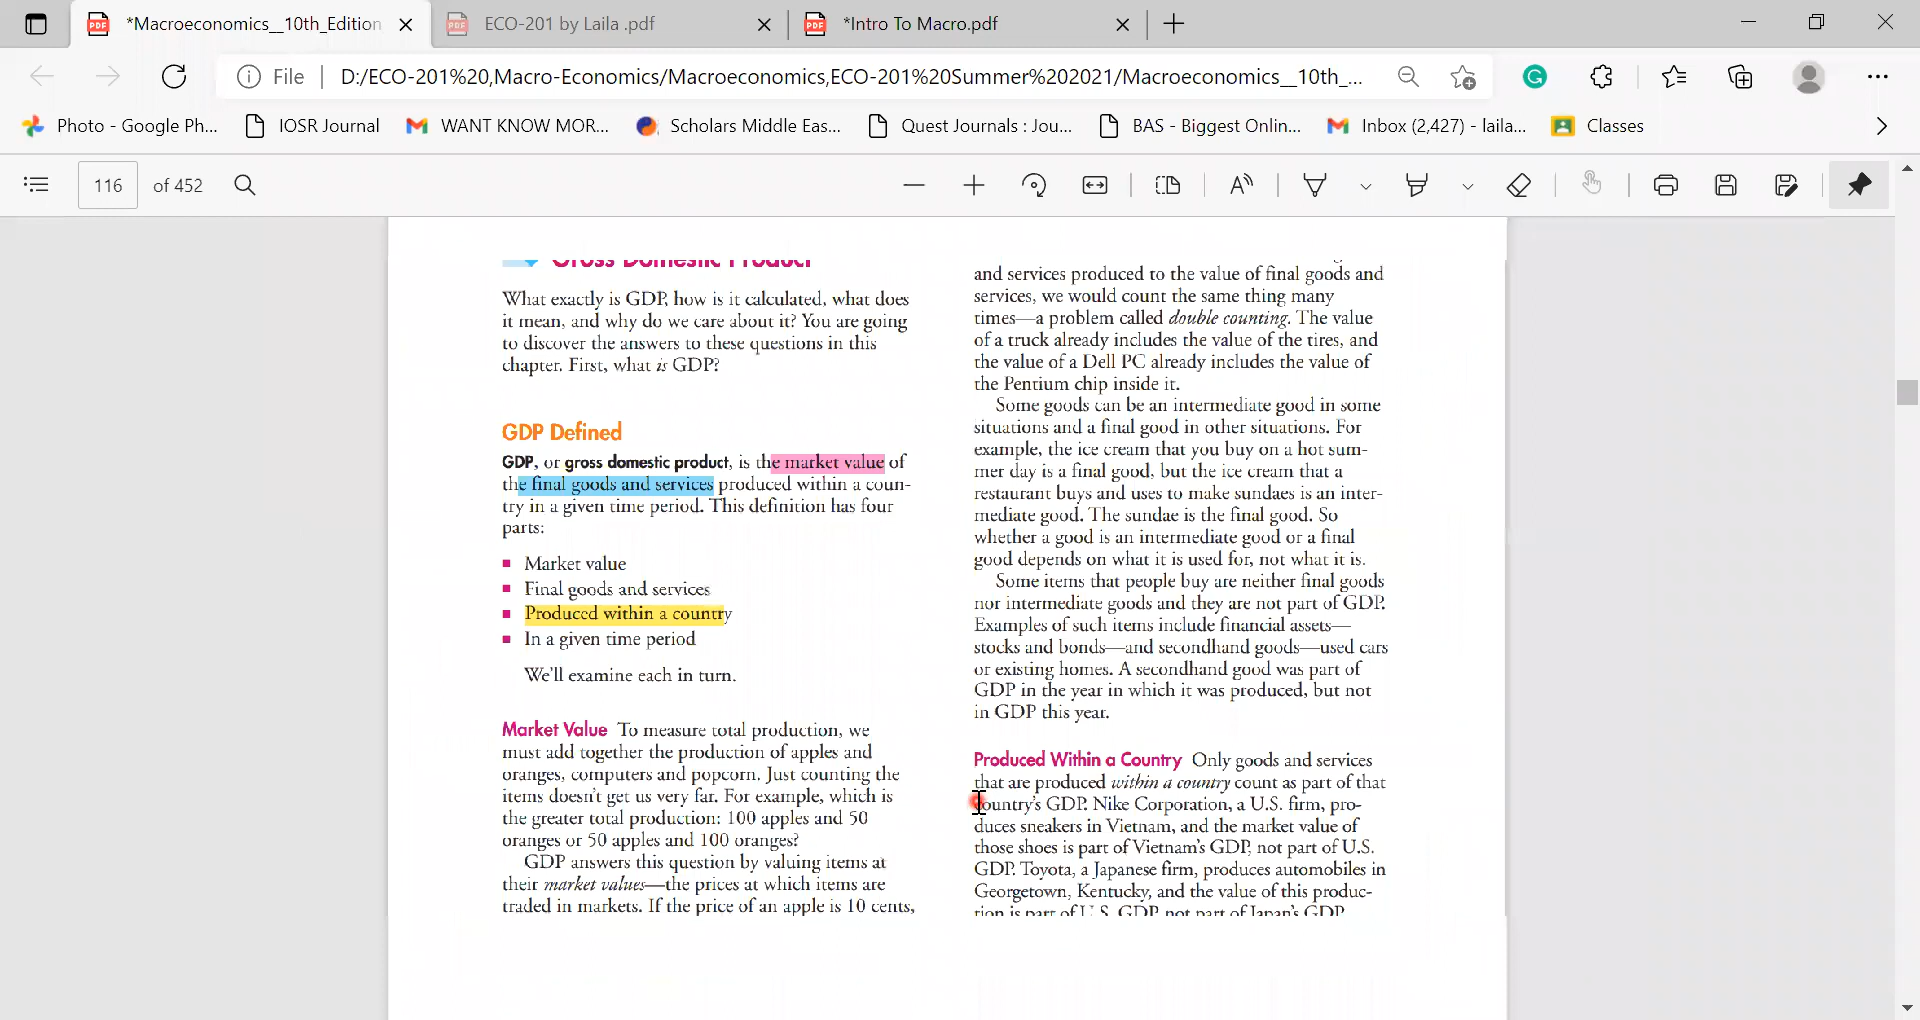 *Macroeconomics__10th_Edition
ECO-201 by Laila .pdf
*Intro To Macro.pdf
File
D:/ECO-201%20,Macro-Economics/Macroeconomics,ECO-201%20Summer%202021/Macroeconomics__10th_...
Photo - Google Ph...
IOSR Journal
WANT KNOW MOR...
Scholars Middle Eas...
Quest Journals : Jou...
BAS - Biggest Onlin...
Inbox (2,427) - laila...
Classes
116 of 452
Gross Domestic Product
What exactly is GDP, how is it calculated, what does
it mean, and why do we care about it? You are going
to discover the answers to these questions in this
chapter. First, what is GDP?
GDP Defined
GDP, or gross domestic product, is the market value of
the final goods and services produced within a coun-
try in a given time period. This definition has four
parts:
■ Market value
■ Final goods and services
■ Produced within a country
■ In a given time period
We'll examine each in turn.
Market Value To measure total production, we
must add together the production of apples and
oranges, computers and popcorn. Just counting the
items doesn't get us very far. For example, which is
the greater total production: 100 apples and 50
oranges or 50 apples and 100 oranges?
GDP answers this question by valuing items at
their market values—the prices at which items are
traded in markets. If the price of an apple is 10 cents,
and services produced to the value of final goods and
services, we would count the same thing many
times—a problem called double counting. The value
of a truck already includes the value of the tires, and
the value of a Dell PC already includes the value of
the Pentium chip inside it.
Some goods can be an intermediate good in some
situations and a final good in other situations. For
example, the ice cream that you buy on a hot sum-
mer day is a final good, but the ice cream that a
restaurant buys and uses to make sundaes is an inter-
mediate good. The sundae is the final good. So
whether a good is an intermediate good or a final
good depends on what it is used for, not what it is.
Some items that people buy are neither final goods
nor intermediate goods and they are not part of GDP.
Examples of such items include financial assets—
stocks and bonds—and secondhand goods—used cars
or existing homes. A secondhand good was part of
GDP in the year in which it was produced, but not
in GDP this year.
Produced Within a Country Only goods and services
that are produced within a country count as part of that
country's GDP. Nike Corporation, a U.S. firm, pro-
duces sneakers in Vietnam, and the market value of
those shoes is part of Vietnam's GDP, not part of U.S.
GDP. Toyota, a Japanese firm, produces automobiles in
Georgetown, Kentucky, and the value of this produc-
tion is part of U.S. GDP, not part of Japan's GDP.